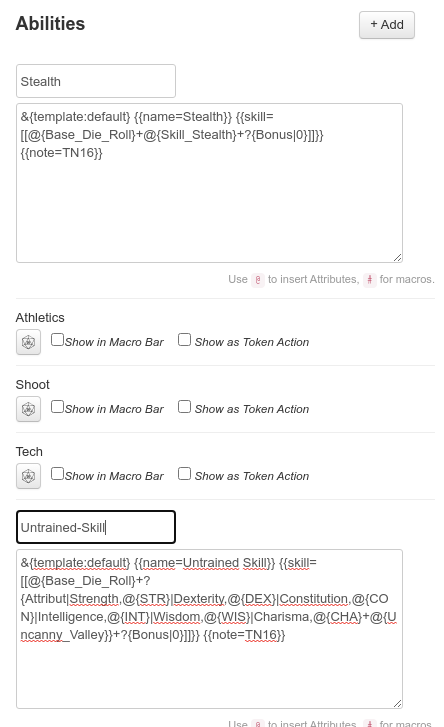 Abilities
+ Add
Stealth
&{template:default} {{name=Stealth}} {{skill=
[[@{Base_Die_Roll}+@{Skill_Stealth}+?{Bonus|0}]]}}
{{note=TN16}}
Use @ to insert Attributes, # for macros.
Athletics
Show in Macro Bar Show as Token Action
Shoot
Show in Macro Bar Show as Token Action
Tech
Show in Macro Bar Show as Token Action
Untrained-Skill
&{template:default} {{name=Untrained Skill}} {{skill=
[[@{Base_Die_Roll}+?
{Attribut|Strength,@{STR}|Dexterity,@{DEX}|Constitution,@{CO
N}|Intelligence,@{INT}|Wisdom,@{WIS}|Charisma,@{CHA}+@{U
ncanny_Valley}}+?{Bonus|0}]]}} {{note=TN16}}
Use @ to insert Attributes, # for macros.